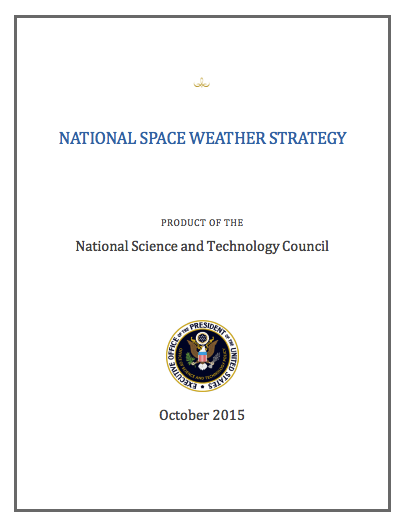 NATIONAL SPACE WEATHER STRATEGY
PRODUCT OF THE
National Science and Technology Council
EXECUTIVE OFFICE OF THE PRESIDENT OF THE UNITED STATES
October 2015